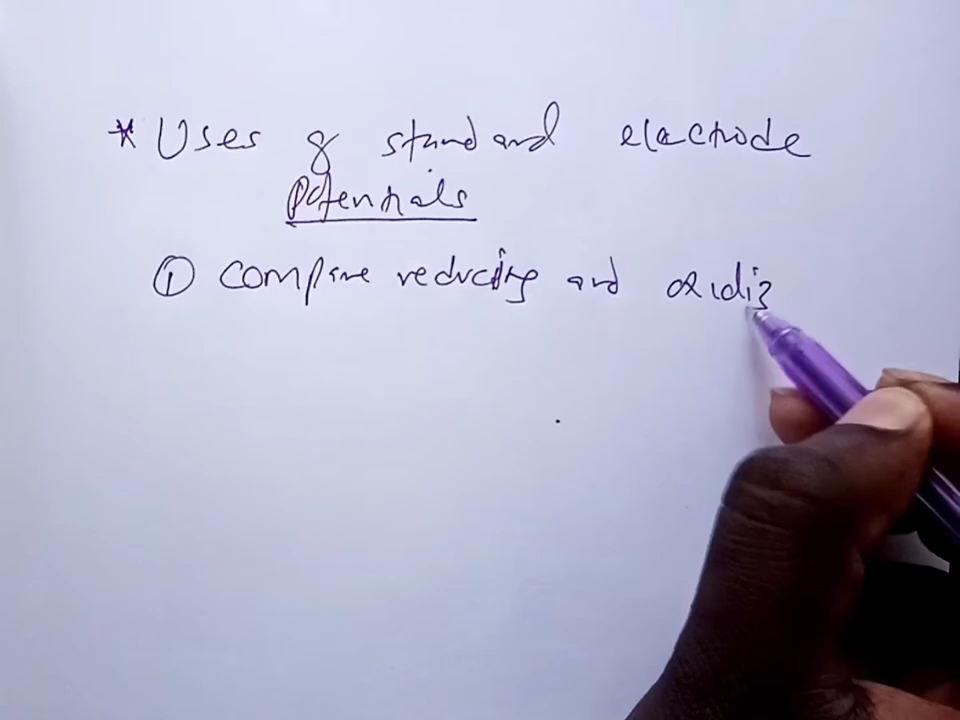 * Uses of standard electrode
potentials
① compare reducing and oxidiz